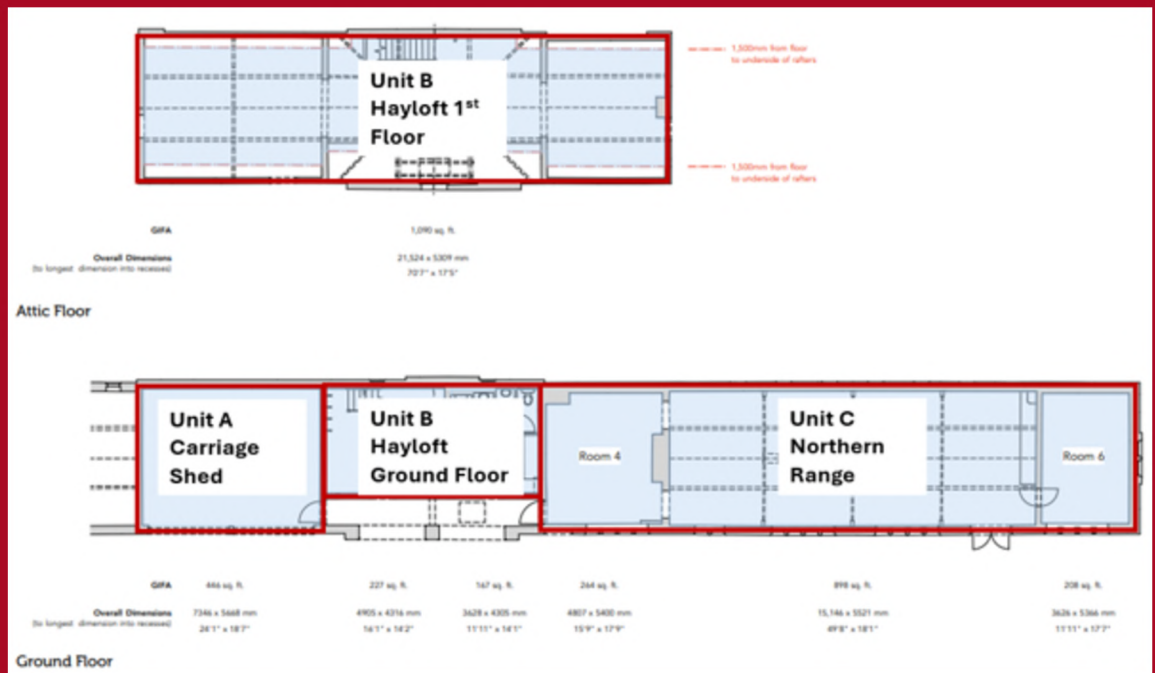 Unit B
Hayloft 1st
Floor
1,500mm from floor
to underside of rafters
1,500mm from floor
to underside of rafters
GIFA 1,090 sq. ft.
Overall Dimensions 21,524 x 5309 mm
(to longest dimension into recesses) 70'7" x 17'5"
Attic Floor
Unit A
Carriage
Shed
Unit B
Hayloft
Ground Floor
Room 4
Unit C
Northern
Range
Room 6
GIFA 446 sq. ft. 227 sq. ft. 167 sq. ft. 264 sq. ft. 898 sq. ft. 208 sq. ft.
Overall Dimensions 7346 x 5668 mm 4905 x 4316 mm 3628 x 4305 mm 4807 x 5400 mm 15,146 x 5521 mm 3626 x 5366 mm
(to longest dimension into recesses) 24'1" x 18'7" 16'1" x 14'2" 11'11" x 14'1" 15'9" x 17'9" 49'8" x 18'1" 11'11" x 17'7"
Ground Floor